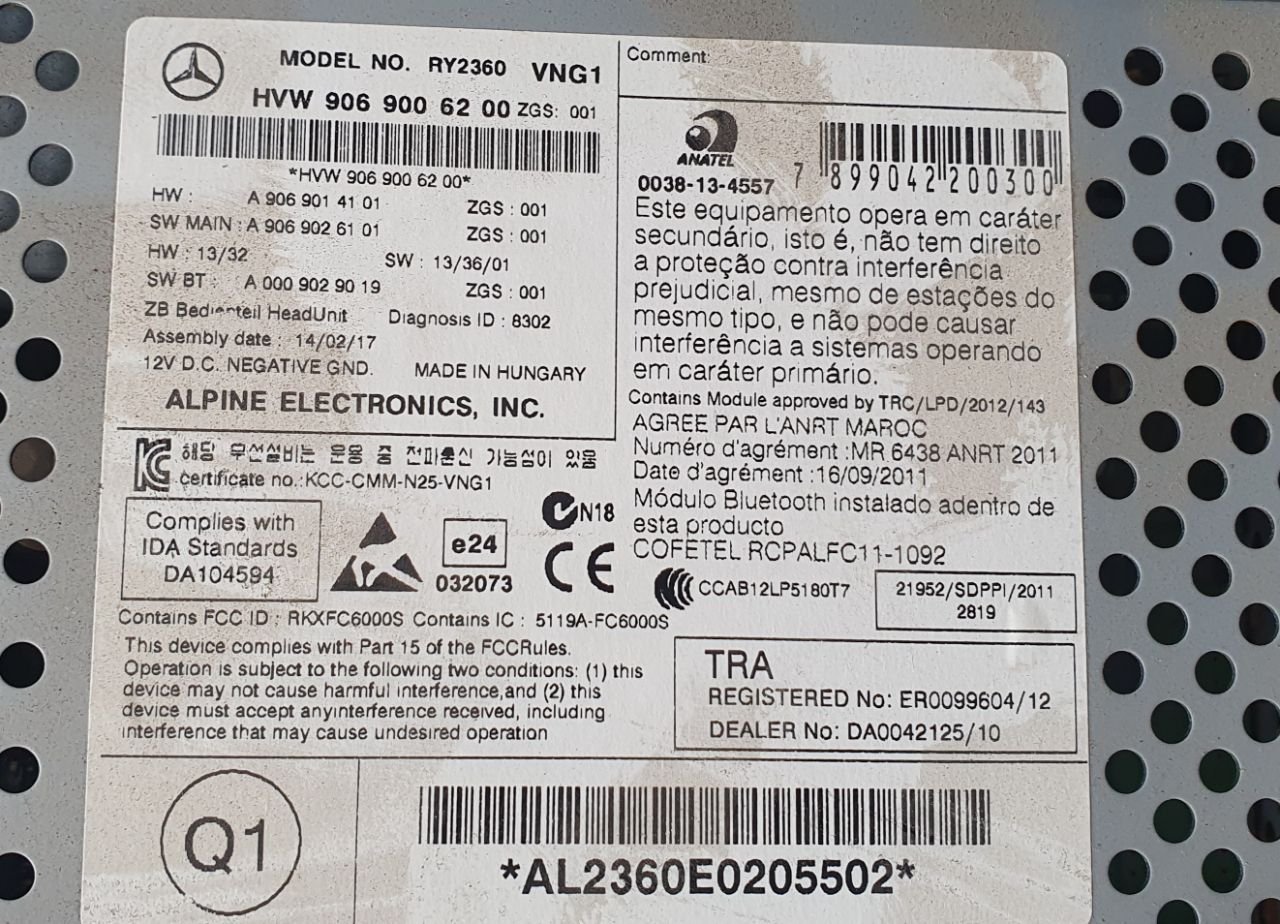 MODEL NO. RY2360 VNG1
HVW 906 900 62 00 ZGS: 001
*HVW 906 900 62 00*
HW : A 906 901 41 01 ZGS : 001
SW MAIN : A 906 902 61 01 ZGS : 001
HW : 13/32 SW : 13/36/01
SW BT : A 000 902 90 19 ZGS : 001
ZB Bedienteil HeadUnit Diagnosis ID : 8302
Assembly date : 14/02/17
12V D.C. NEGATIVE GND. MADE IN HUNGARY
ALPINE ELECTRONICS, INC.
Comment:
ANATEL
0038-13-4557
7 899042 200300
Este equipamento opera em caráter
secundário, isto é, não tem direito
a proteção contra interferência
prejudicial, mesmo de estações do
mesmo tipo, e não pode causar
interferência a sistemas operando
em caráter primário.
Contains Module approved by TRC/LPD/2012/143
AGREE PAR L'ANRT MAROC
Numéro d'agrément :MR 6438 ANRT 2011
Date d'agrément :16/09/2011
Módulo Bluetooth instalado adentro de
esta producto
COFETEL RCPALFC11-1092
CCAB12LP5180T7
21952/SDPPI/2011
2819
해당 무선설비는 운용 중 전파혼신 가능성이 있음
certificate no.:KCC-CMM-N25-VNG1
Complies with
IDA Standards
DA104594
e24
032073
N18
CE
Contains FCC ID : RKXFC6000S Contains IC : 5119A-FC6000S
This device complies with Part 15 of the FCCRules.
Operation is subject to the following two conditions: (1) this
device may not cause harmful interference,and (2) this
device must accept anyinterference received, including
interference that may cause undesired operation
TRA
REGISTERED No: ER0099604/12
DEALER No: DA0042125/10
Q1
*AL2360E0205502*